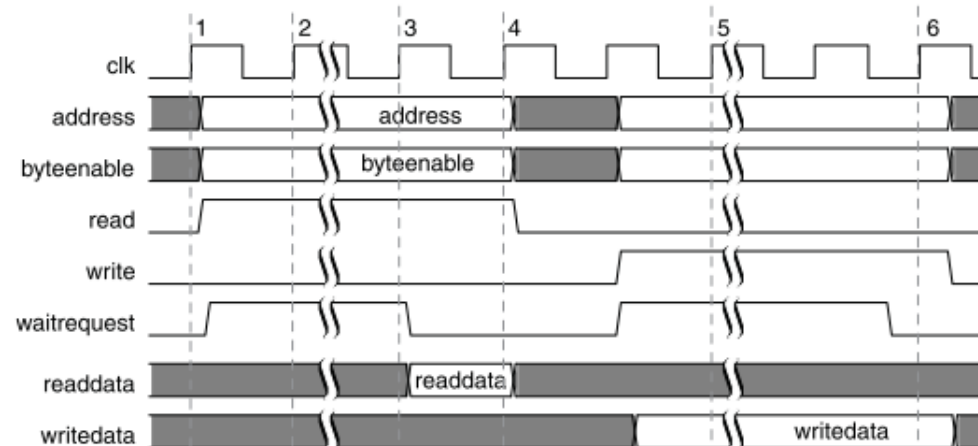 1 2 3 4 5 6
clk
address address
byteenable byteenable
read
write
waitrequest
readdata readdata
writedata writedata